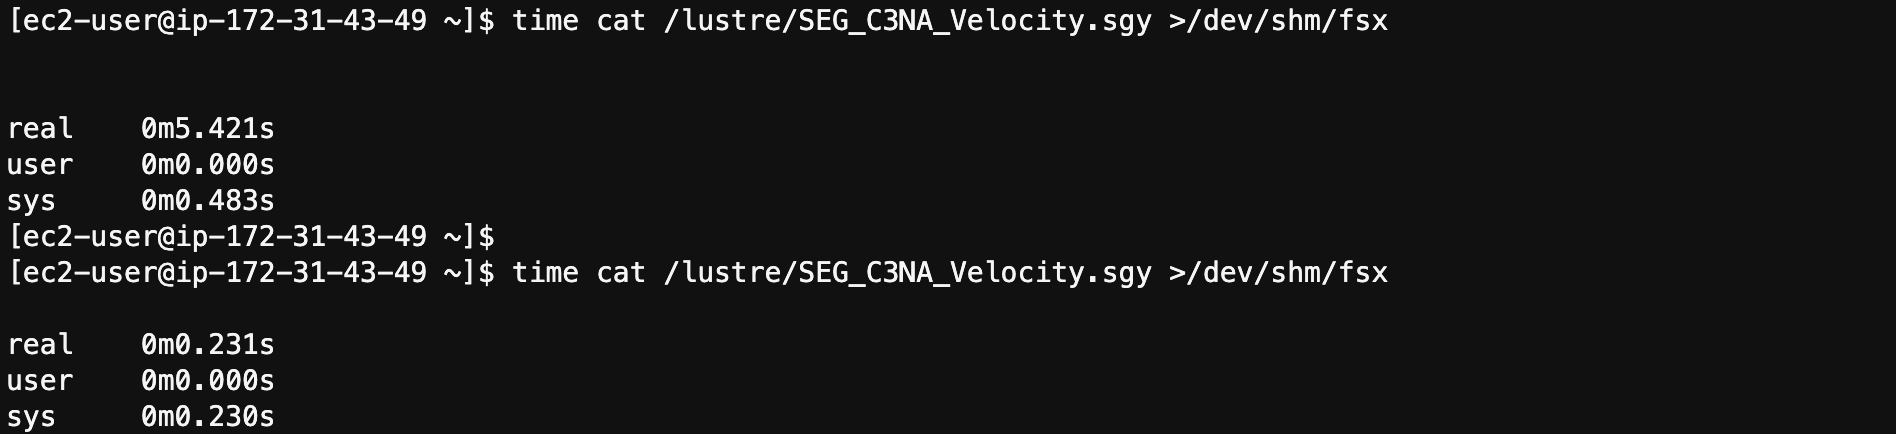 [ec2-user@ip-172-31-43-49 ~]$ time cat /lustre/SEG_C3NA_Velocity.sgy >/dev/shm/fsx
real    0m5.421s
user    0m0.000s
sys     0m0.483s
[ec2-user@ip-172-31-43-49 ~]$
[ec2-user@ip-172-31-43-49 ~]$ time cat /lustre/SEG_C3NA_Velocity.sgy >/dev/shm/fsx
real    0m0.231s
user    0m0.000s
sys     0m0.230s